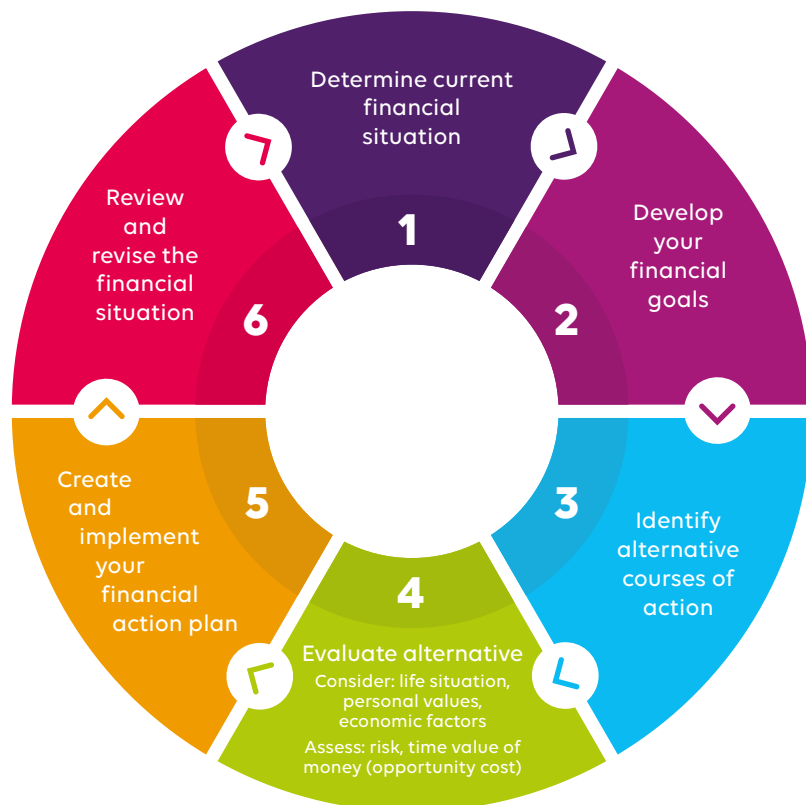 Determine current
financial
situation
1
Develop
your
financial
goals
2
Identify
alternative
courses of
action
3
4
Evaluate alternative
Consider: life situation,
personal values,
economic factors
Assess: risk, time value of
money (opportunity cost)
Create
and
implement
your
financial
action plan
5
Review
and
revise the
financial
situation
6